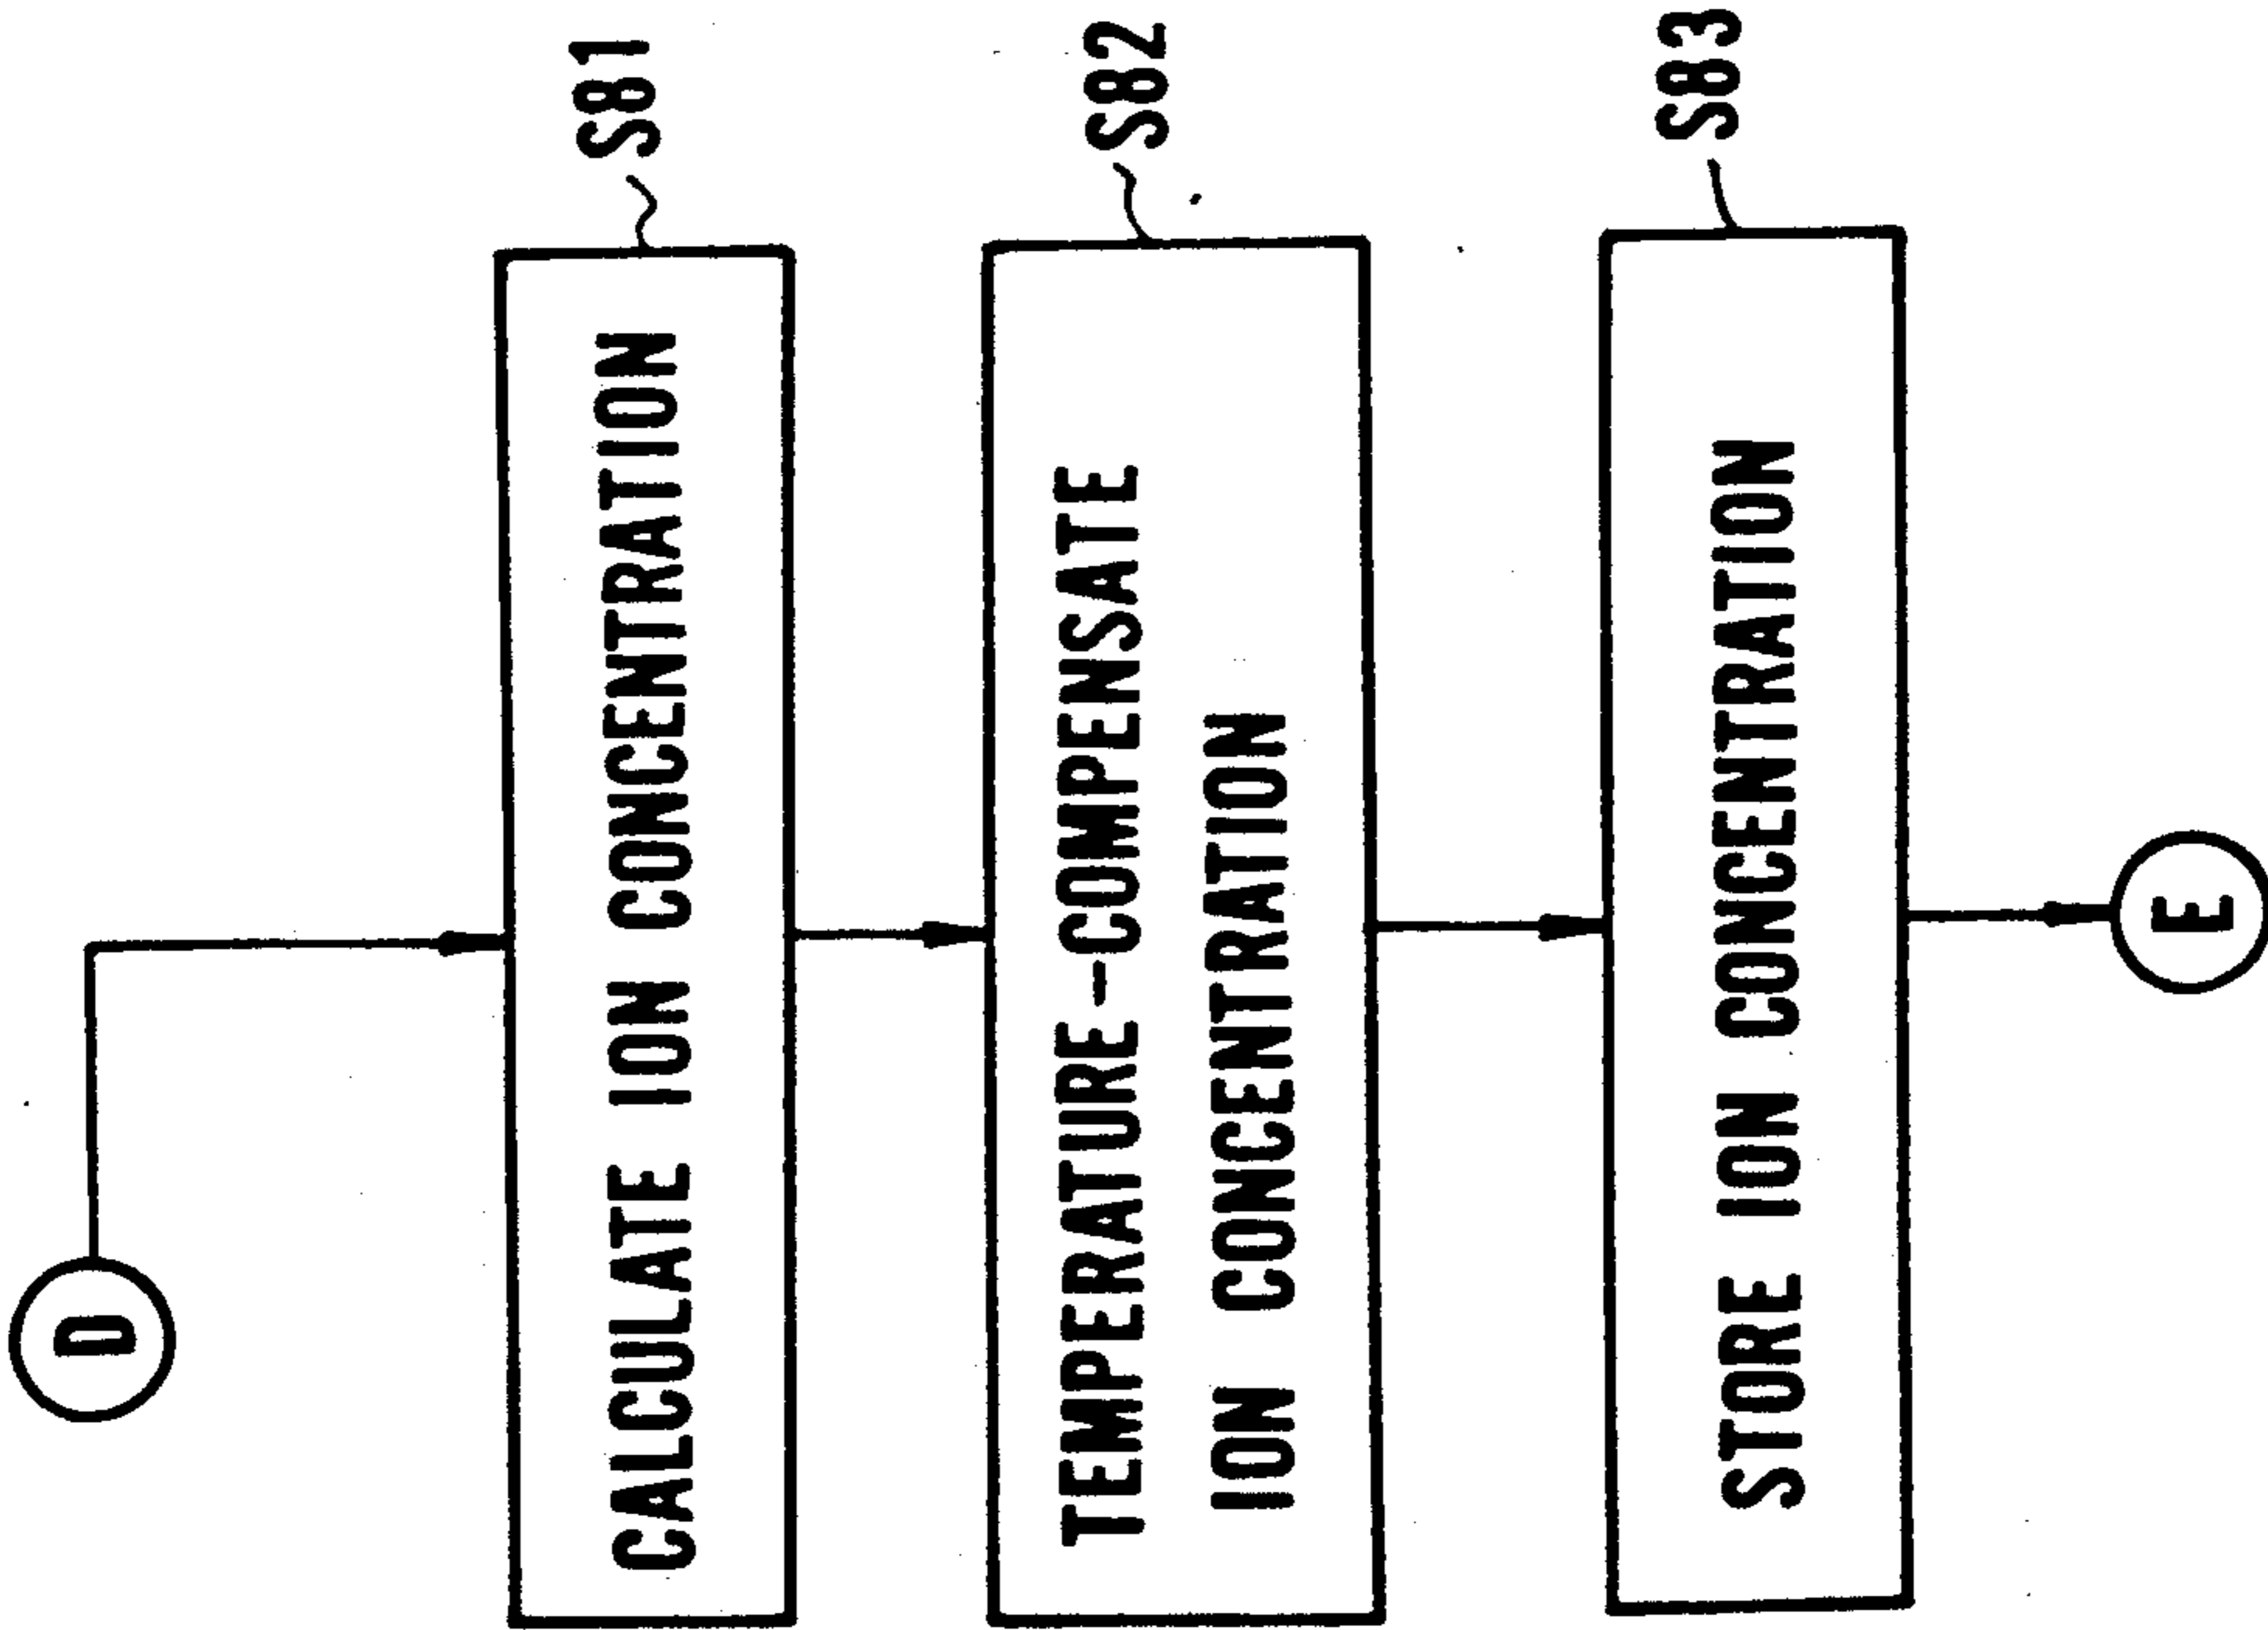 D
CALCULATE ION CONCENTRATION
S81
TEMPERATURE-COMPENSATE
ION CONCENTRATION
S82
STORE ION CONCENTRATION
S83
E